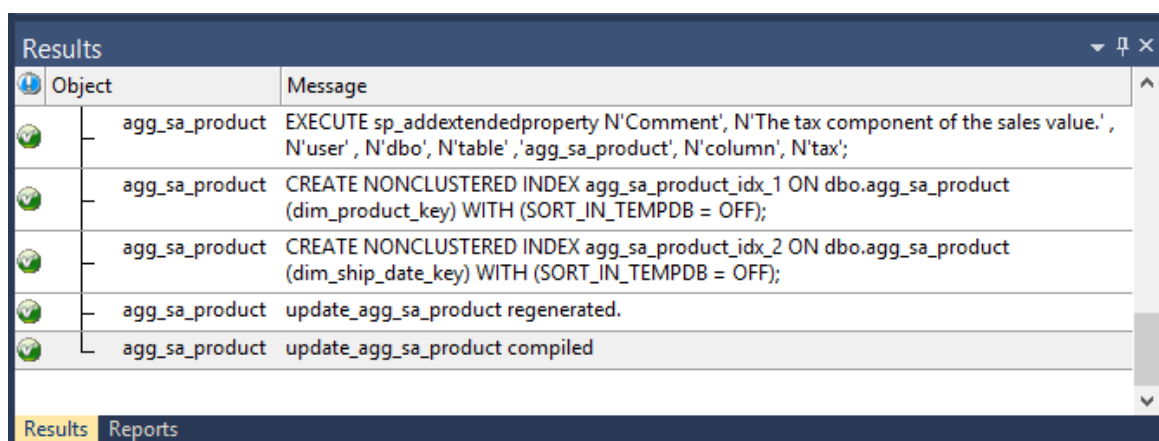 Results
Object Message
agg_sa_product EXECUTE sp_addextendedproperty N'Comment', N'The tax component of the sales value.' ,
N'user' , N'dbo', N'table' ,'agg_sa_product', N'column', N'tax';
agg_sa_product CREATE NONCLUSTERED INDEX agg_sa_product_idx_1 ON dbo.agg_sa_product
(dim_product_key) WITH (SORT_IN_TEMPDB = OFF);
agg_sa_product CREATE NONCLUSTERED INDEX agg_sa_product_idx_2 ON dbo.agg_sa_product
(dim_ship_date_key) WITH (SORT_IN_TEMPDB = OFF);
agg_sa_product update_agg_sa_product regenerated.
agg_sa_product update_agg_sa_product compiled
Results Reports